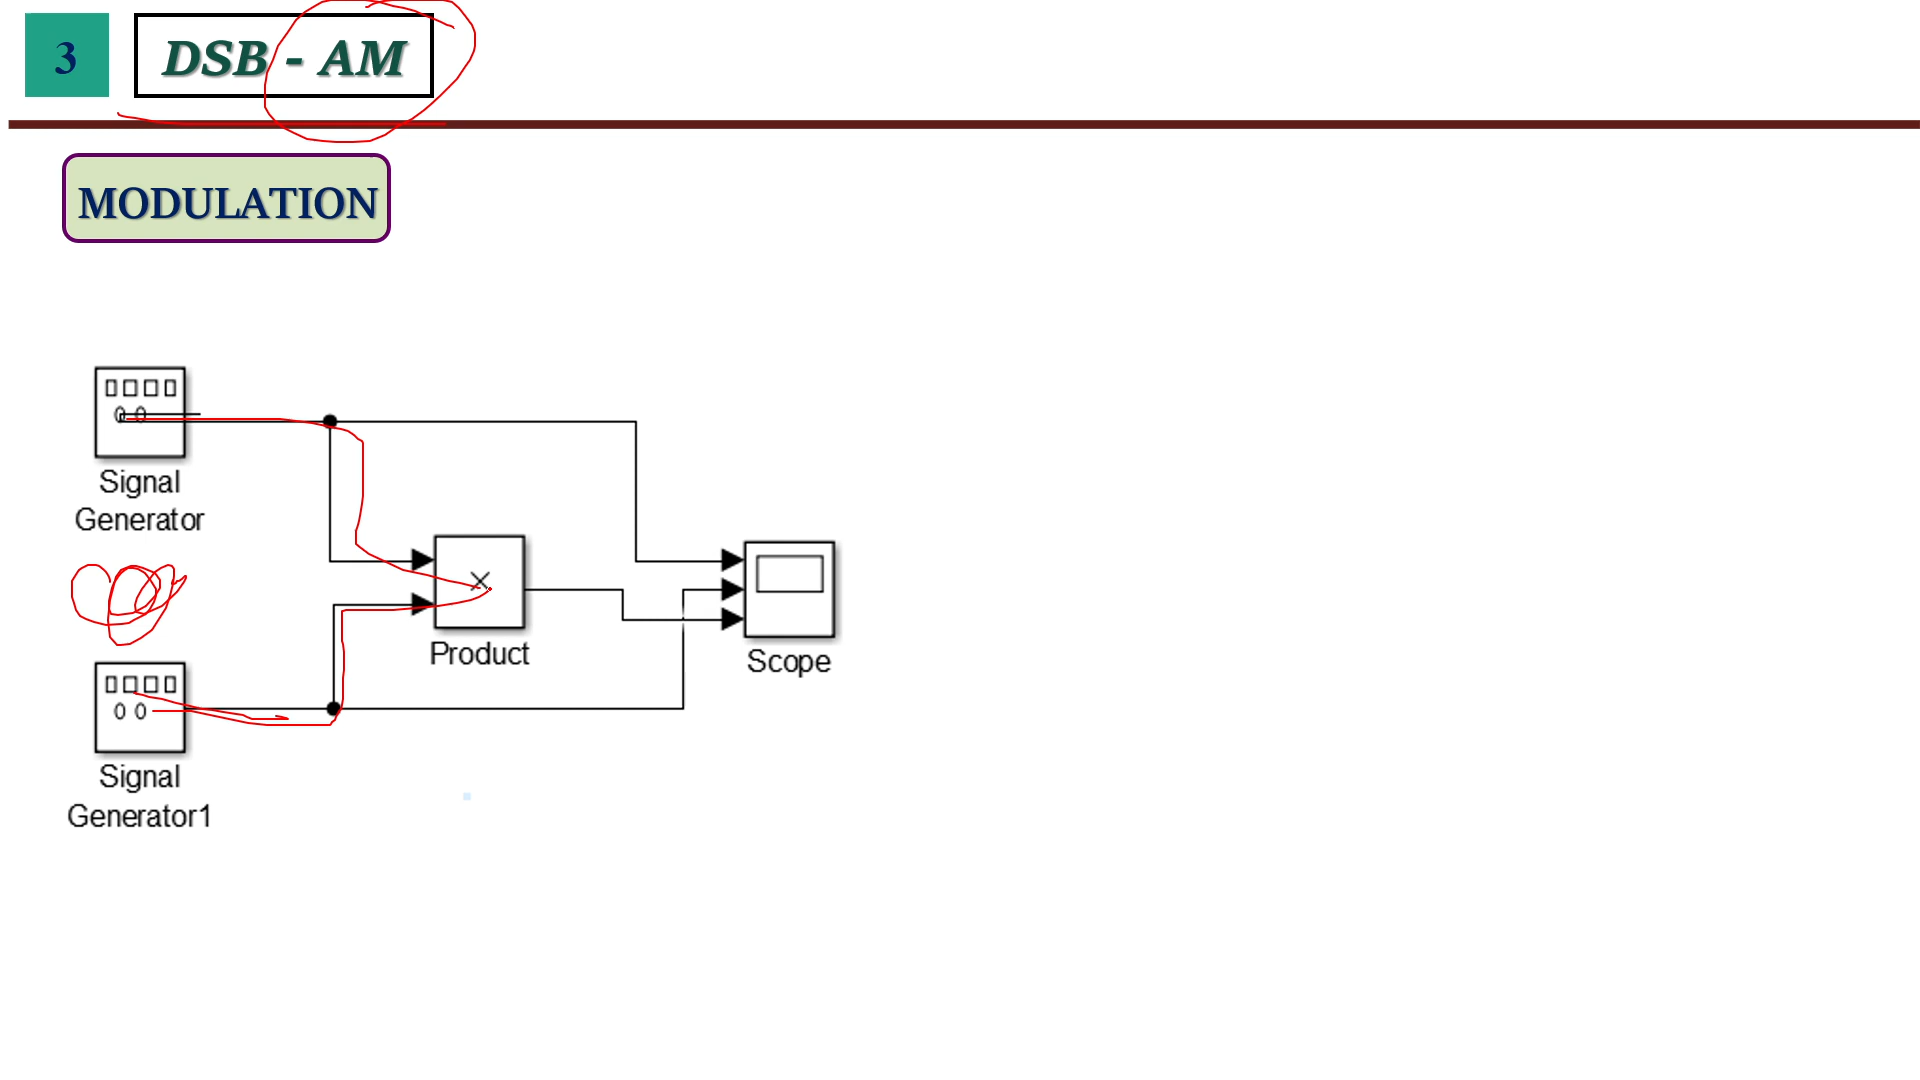 3
DSB - AM
MODULATION
Signal
Generator
Product
Scope
Signal
Generator1